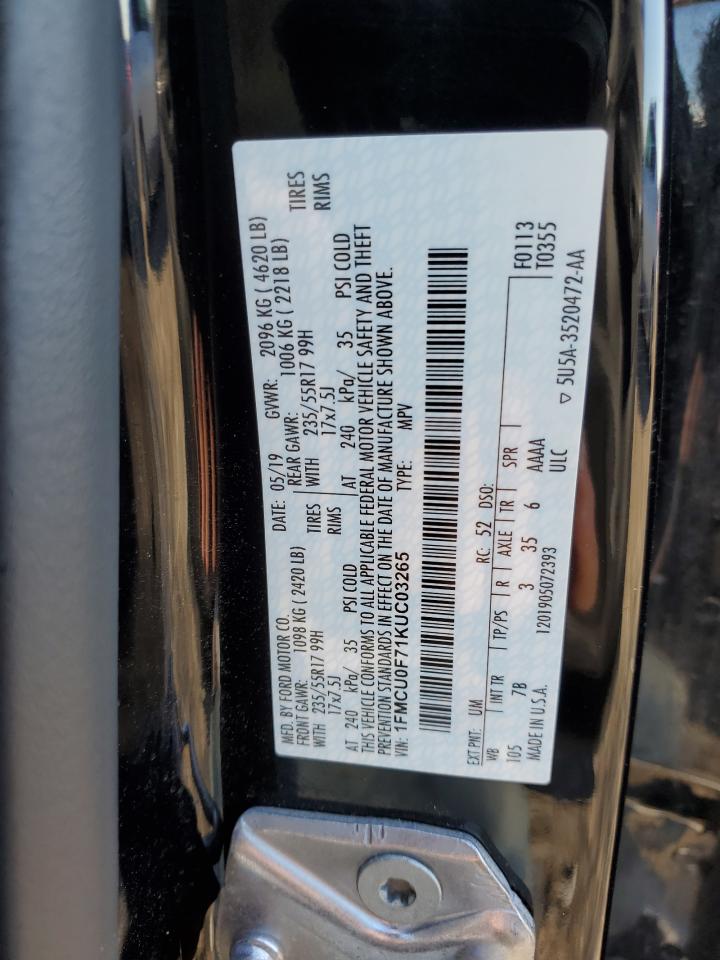 MFD. BY FORD MOTOR CO.
DATE: 05/19 GVWR: 2096 KG ( 4620 LB)
FRONT GAWR: 1098 KG ( 2420 LB) REAR GAWR: 1006 KG ( 2218 LB)
WITH 235/55R17 99H TIRES WITH 235/55R17 99H TIRES
17x7.5J RIMS 17x7.5J RIMS
AT 240 kPa/ 35 PSI COLD AT 240 kPa/ 35 PSI COLD
THIS VEHICLE CONFORMS TO ALL APPLICABLE FEDERAL MOTOR VEHICLE SAFETY AND THEFT
PREVENTION STANDARDS IN EFFECT ON THE DATE OF MANUFACTURE SHOWN ABOVE.
VIN: 1FMCU0F71KUC03265 TYPE: MPV
EXT PNT: UM RC: 52 DSO:
WB INT TR TP/PS R AXLE TR SPR F0113
105 7B 3 35 6 AAAA T0355
MADE IN U.S.A. 1201905072393 ULC
▽ 5U5A-3520472-AA